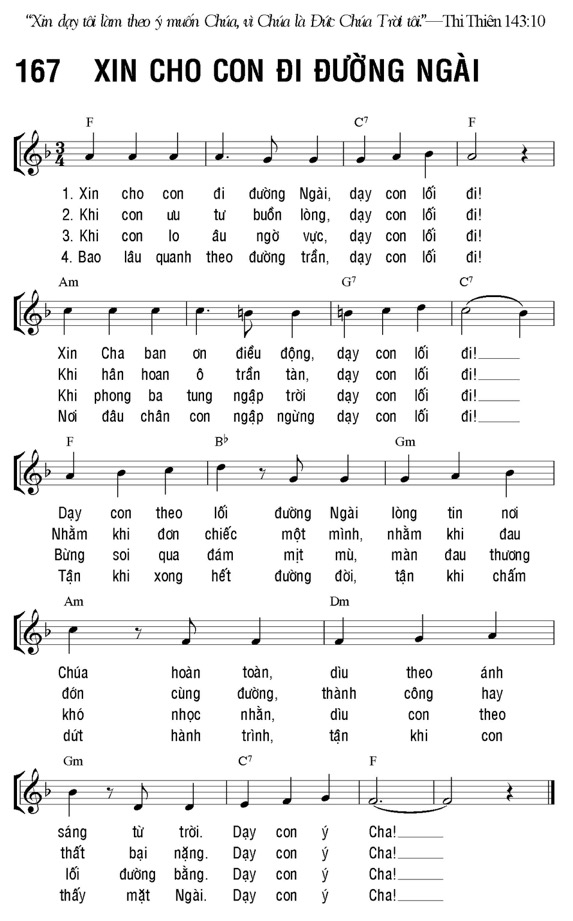 “Xin dạy tôi làm theo ý muốn Chúa, vì Chúa là Đức Chúa Trời tôi.”—Thi Thiên 143:10
167 XIN CHO CON ĐI ĐƯỜNG NGÀI
F C7 F
3/4
1. Xin cho con đi đường Ngài, dạy con lối đi!
2. Khi con ưu tư buồn lòng, dạy con lối đi!
3. Khi con lo âu ngờ vực, dạy con lối đi!
4. Bao lâu quanh theo đường trần, dạy con lối đi!
Am G7 C7
Xin Cha ban ơn điều động, dạy con lối đi!
Khi hân hoan ô trần tàn, dạy con lối đi!
Khi phong ba tung ngập trời dạy con lối đi!
Nơi đâu chân con ngập ngừng dạy con lối đi!
F B♭ Gm
Dạy con theo lối đường Ngài lòng tin nơi
Nhằm khi đơn chiếc một mình, nhằm khi đau
Bừng soi qua đám mịt mù, màn đau thương
Tận khi xong hết đường đời, tận khi chấm
Am Dm
Chúa hoàn toàn, dìu theo ánh
đớn cùng đường, thành công hay
khó nhọc nhằn, dìu con theo
dứt hành trình, tận khi con
Gm C7 F
sáng từ trời. Dạy con ý Cha!
thất bại nặng. Dạy con ý Cha!
lối đường bằng. Dạy con ý Cha!
thấy mặt Ngài. Dạy con ý Cha!